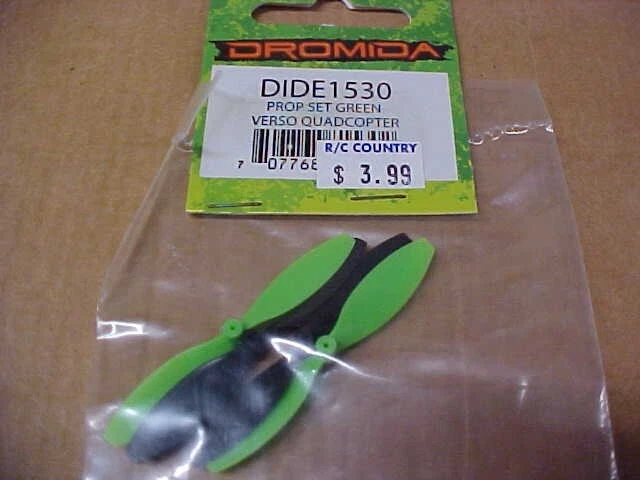 DROMIDA
DIDE1530
PROP SET GREEN
VERSO QUADCOPTER
R/C COUNTRY
7 07768
$ 3.99